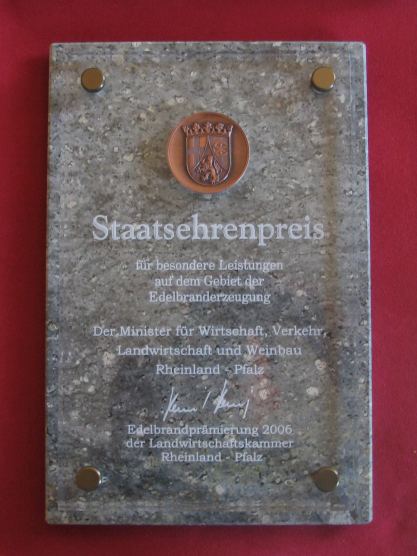 Staatsehrenpreis
für besondere Leistungen
auf dem Gebiet der
Edelbranderzeugung
Der Minister für Wirtschaft, Verkehr,
Landwirtschaft und Weinbau
Rheinland - Pfalz
Edelbrandprämierung 2006
der Landwirtschaftskammer
Rheinland - Pfalz